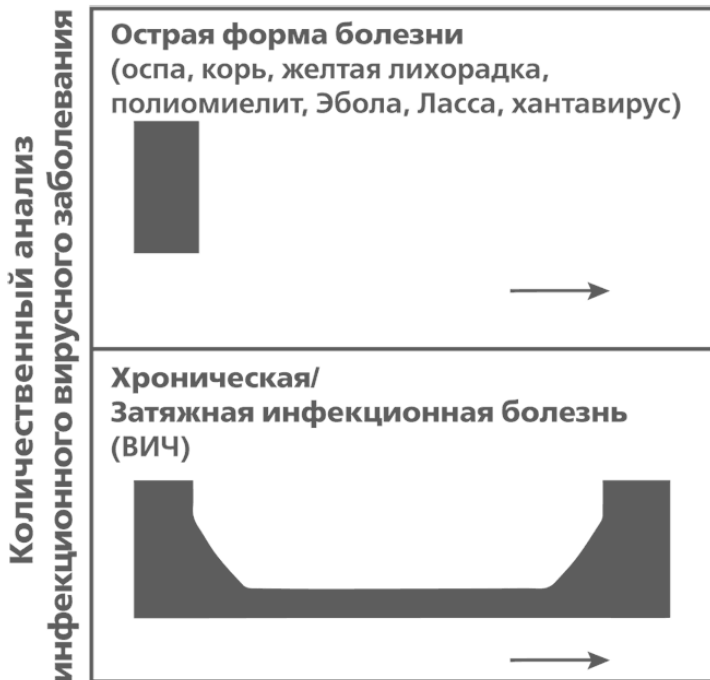 Количественный анализ
инфекционного вирусного заболевания
Острая форма болезни
(оспа, корь, желтая лихорадка,
полиомиелит, Эбола, Ласса, хантавирус)
Хроническая/
Затяжная инфекционная болезнь
(ВИЧ)